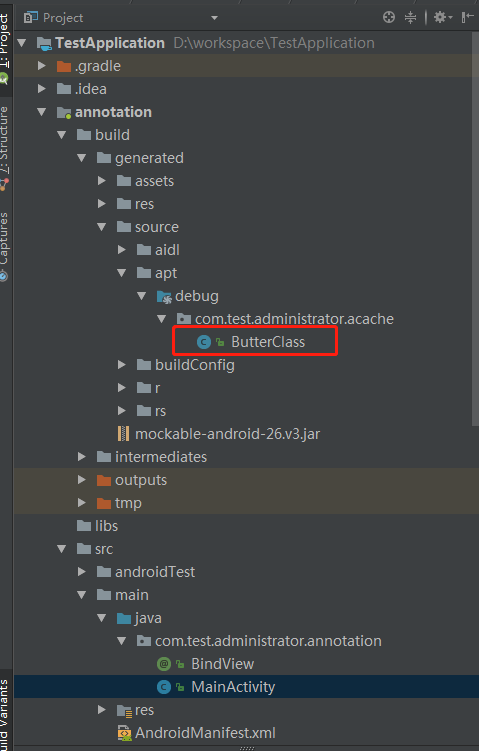 Project
TestApplication D:\workspace\TestApplication
.gradle
.idea
annotation
build
generated
assets
res
source
aidl
apt
debug
com.test.administrator.acache
ButterClass
buildConfig
r
rs
mockable-android-26.v3.jar
intermediates
outputs
tmp
libs
src
androidTest
main
java
com.test.administrator.annotation
BindView
MainActivity
res
AndroidManifest.xml
1: Project
7: Structure
Captures
Variants